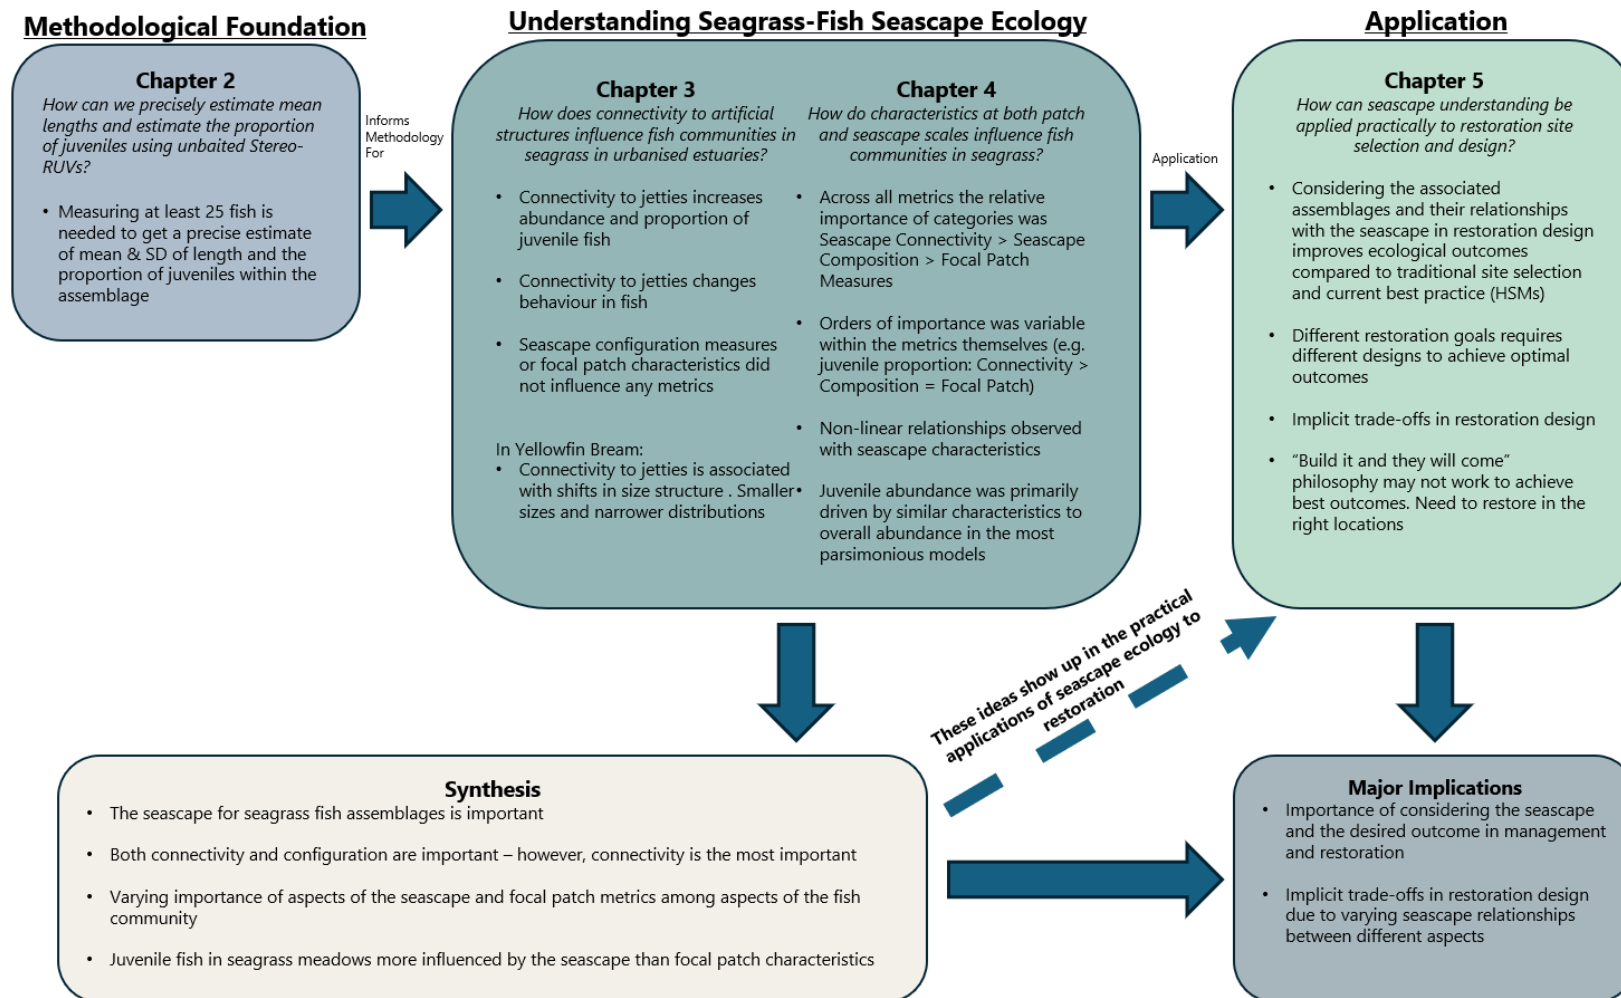 Methodological Foundation
Understanding Seagrass-Fish Seascape Ecology
Application
Chapter 2
How can we precisely estimate mean
lengths and estimate the proportion
of juveniles using unbaited Stereo-
RUVs?
• Measuring at least 25 fish is
needed to get a precise estimate
of mean & SD of length and the
proportion of juveniles within the
assemblage
Informs
Methodology
For
Chapter 3
How does connectivity to artificial
structures influence fish communities in
seagrass in urbanised estuaries?
• Connectivity to jetties increases
abundance and proportion of
juvenile fish
• Connectivity to jetties changes
behaviour in fish
• Seascape configuration measures
or focal patch characteristics did
not influence any metrics
In Yellowfin Bream:
• Connectivity to jetties is associated
with shifts in size structure . Smaller
sizes and narrower distributions
Chapter 4
How do characteristics at both patch
and seascape scales influence fish
communities in seagrass?
• Across all metrics the relative
importance of categories was
Seascape Connectivity > Seascape
Composition > Focal Patch
Measures
• Orders of importance was variable
within the metrics themselves (e.g.
juvenile proportion: Connectivity >
Composition = Focal Patch)
• Non-linear relationships observed
with seascape characteristics
• Juvenile abundance was primarily
driven by similar characteristics to
overall abundance in the most
parsimonious models
Application
Chapter 5
How can seascape understanding be
applied practically to restoration site
selection and design?
• Considering the associated
assemblages and their relationships
with the seascape in restoration design
improves ecological outcomes
compared to traditional site selection
and current best practice (HSMs)
• Different restoration goals requires
different designs to achieve optimal
outcomes
• Implicit trade-offs in restoration design
• “Build it and they will come”
philosophy may not work to achieve
best outcomes. Need to restore in the
right locations
These ideas show up in the practical
applications of seascape ecology to
restoration
Synthesis
• The seascape for seagrass fish assemblages is important
• Both connectivity and configuration are important – however, connectivity is the most important
• Varying importance of aspects of the seascape and focal patch metrics among aspects of the fish
community
• Juvenile fish in seagrass meadows more influenced by the seascape than focal patch characteristics
Major Implications
• Importance of considering the seascape
and the desired outcome in management
and restoration
• Implicit trade-offs in restoration design
due to varying seascape relationships
between different aspects